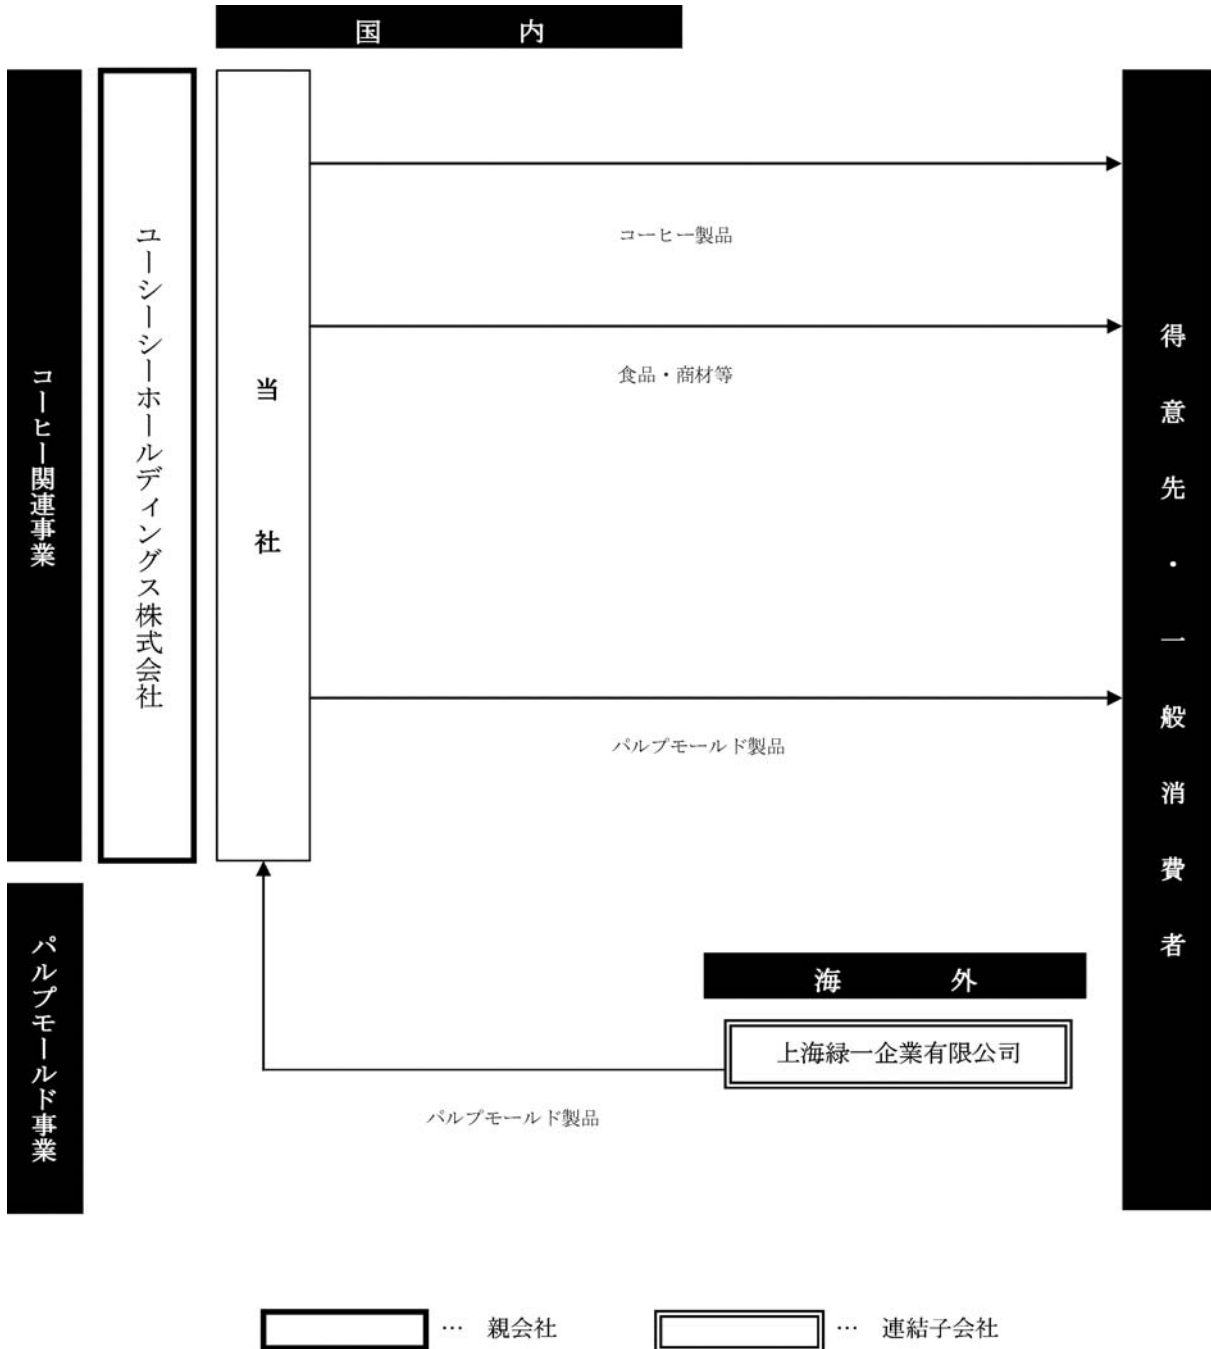 国 内
コーヒー関連事業
ユーシーシーホールディングス株式会社
当社
コーヒー製品
食品・商材等
パルプモールド製品
得意先・一般消費者
パルプモールド事業
海 外
上海緑一企業有限公司
パルプモールド製品
… 親会社
… 連結子会社